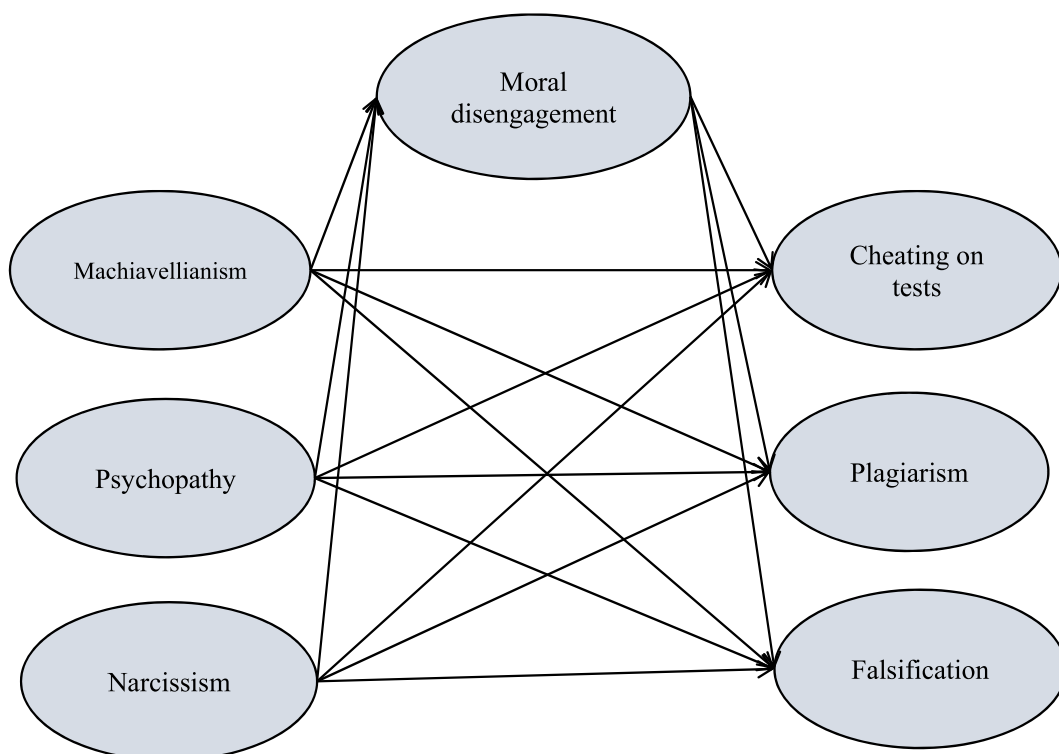 Moral
disengagement
Machiavellianism
Cheating on
tests
Psychopathy
Plagiarism
Narcissism
Falsification